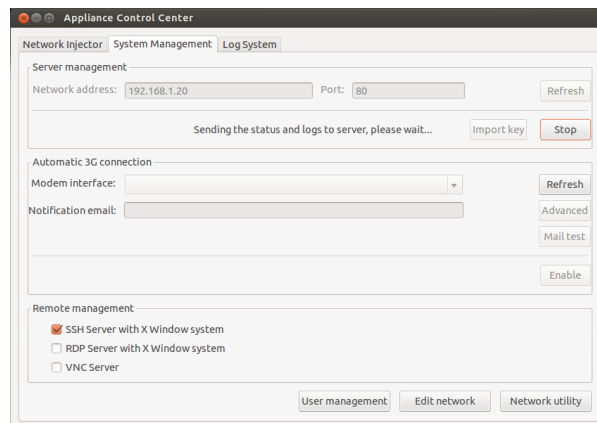 Appliance Control Center
Network Injector System Management Log System
Server management
Network address: 192.168.1.20 Port: 80 Refresh
Sending the status and logs to server, please wait... Import key Stop
Automatic 3G connection
Modem interface: Refresh
Notification email: Advanced
Mail test
Enable
Remote management
SSH Server with X Window system
RDP Server with X Window system
VNC Server
User management Edit network Network utility